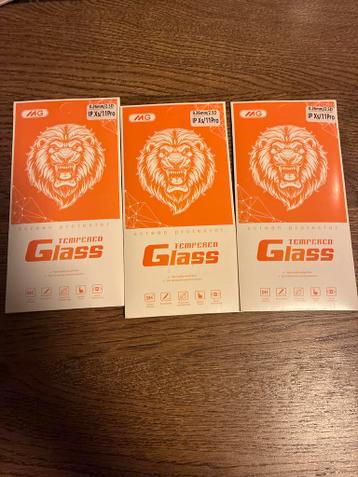 MG
0.26mm/2.5D
IP Xs/11Pro
screen protector
TEMPERED
Glass
MG
0.26mm/2.5D
IP Xs/11Pro
screen protector
TEMPERED
Glass
MG
0.26mm/2.5D
IP Xs/11Pro
screen protector
TEMPERED
Glass